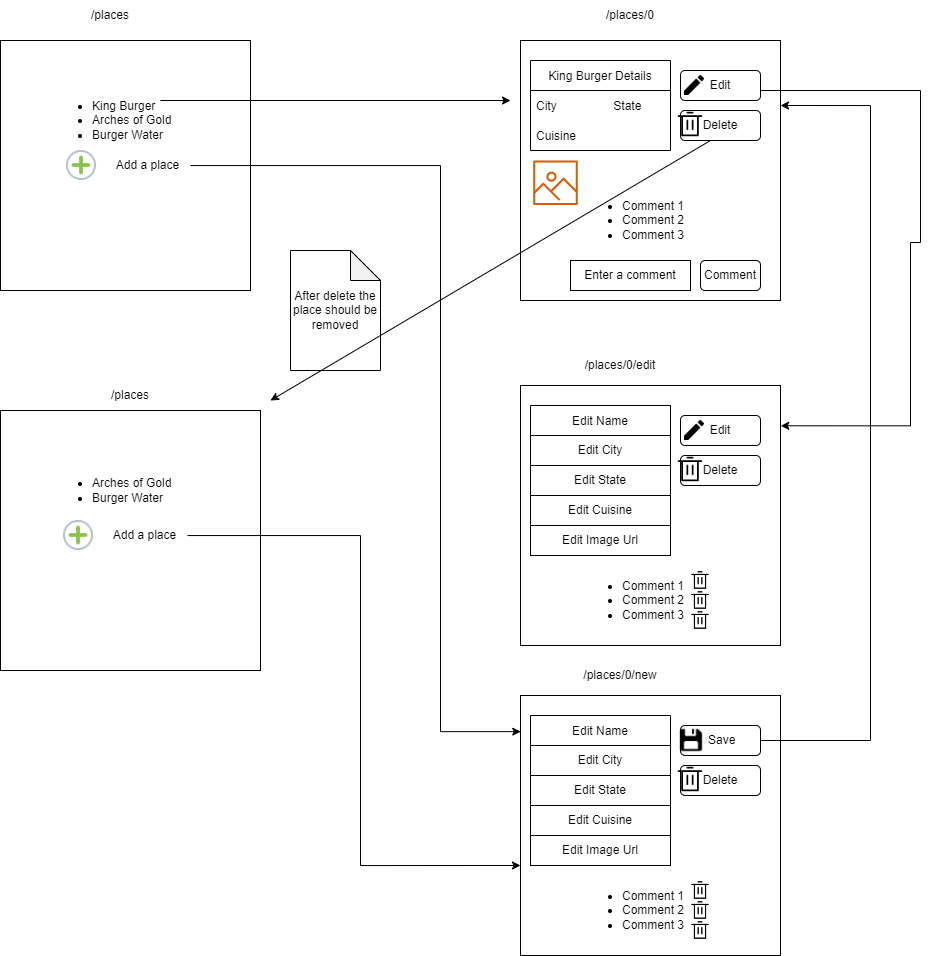 /places
King Burger
Arches of Gold
Burger Water
Add a place
/places/0
King Burger Details
City State
Cuisine
Edit
Delete
Comment 1
Comment 2
Comment 3
Enter a comment
Comment
After delete the
place should be
removed
/places
Arches of Gold
Burger Water
Add a place
/places/0/edit
Edit Name
Edit City
Edit State
Edit Cuisine
Edit Image Url
Edit
Delete
Comment 1
Comment 2
Comment 3
/places/0/new
Edit Name
Edit City
Edit State
Edit Cuisine
Edit Image Url
Save
Delete
Comment 1
Comment 2
Comment 3